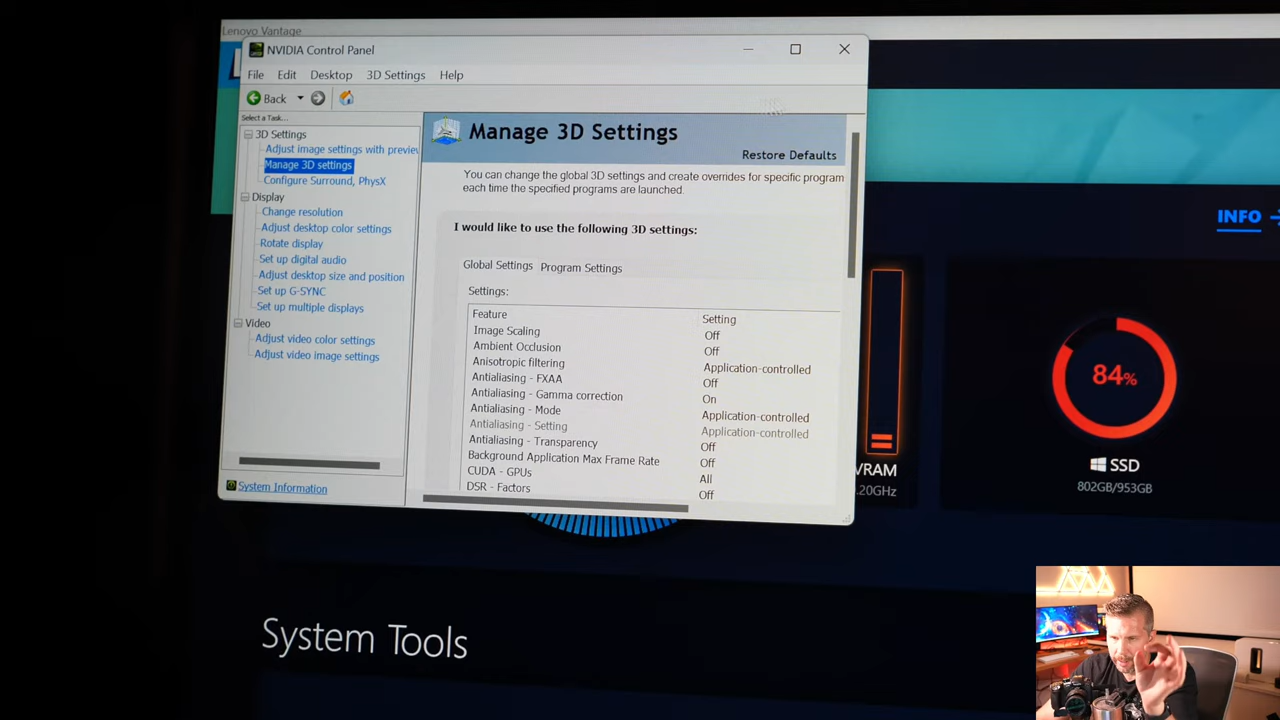 Lenovo Vantage
NVIDIA Control Panel
File Edit Desktop 3D Settings Help
Back
Select a Task...
3D Settings
Adjust image settings with preview
Manage 3D settings
Configure Surround, PhysX
Display
Change resolution
Adjust desktop color settings
Rotate display
Set up digital audio
Adjust desktop size and position
Set up G-SYNC
Set up multiple displays
Video
Adjust video color settings
Adjust video image settings
System Information
Manage 3D Settings
Restore Defaults
You can change the global 3D settings and create overrides for specific program
each time the specified programs are launched.
I would like to use the following 3D settings:
Global Settings Program Settings
Settings:
Feature Setting
Image Scaling Off
Ambient Occlusion Off
Anisotropic filtering Application-controlled
Antialiasing - FXAA Off
Antialiasing - Gamma correction On
Antialiasing - Mode Application-controlled
Antialiasing - Setting Application-controlled
Antialiasing - Transparency Off
Background Application Max Frame Rate Off
CUDA - GPUs All
DSR - Factors Off
INFO
84%
VRAM
.20GHz
SSD
802GB/953GB
System Tools